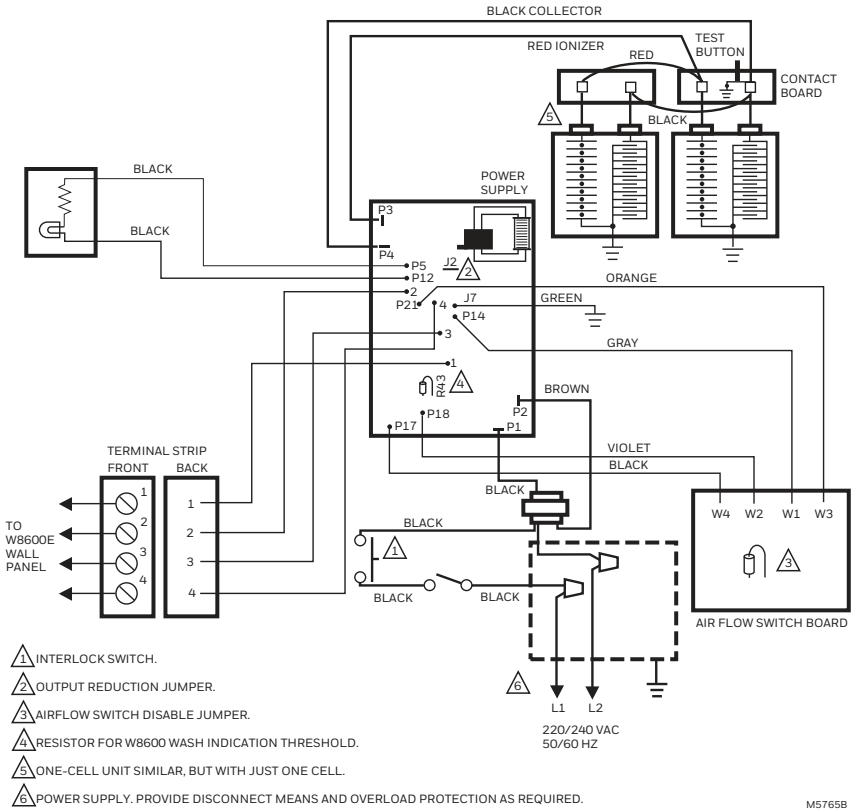 BLACK COLLECTOR
RED IONIZER
RED
TEST
BUTTON
CONTACT
BOARD
5
BLACK
BLACK
BLACK
POWER
SUPPLY
P3
P4
P5
P12
J2
2
2
P21
4
J7
P14
3
1
R43
4
P18
P17
P2
P1
ORANGE
GREEN
GRAY
BROWN
VIOLET
BLACK
TERMINAL STRIP
FRONT
BACK
1
2
3
4
1
2
3
4
TO
W8600E
WALL
PANEL
BLACK
BLACK
1
BLACK
BLACK
W4
W2
W1
W3
3
AIR FLOW SWITCH BOARD
6
L1
L2
220/240 VAC
50/60 HZ
1 INTERLOCK SWITCH.
2 OUTPUT REDUCTION JUMPER.
3 AIRFLOW SWITCH DISABLE JUMPER.
4 RESISTOR FOR W8600 WASH INDICATION THRESHOLD.
5 ONE-CELL UNIT SIMILAR, BUT WITH JUST ONE CELL.
6 POWER SUPPLY. PROVIDE DISCONNECT MEANS AND OVERLOAD PROTECTION AS REQUIRED.
M5765B